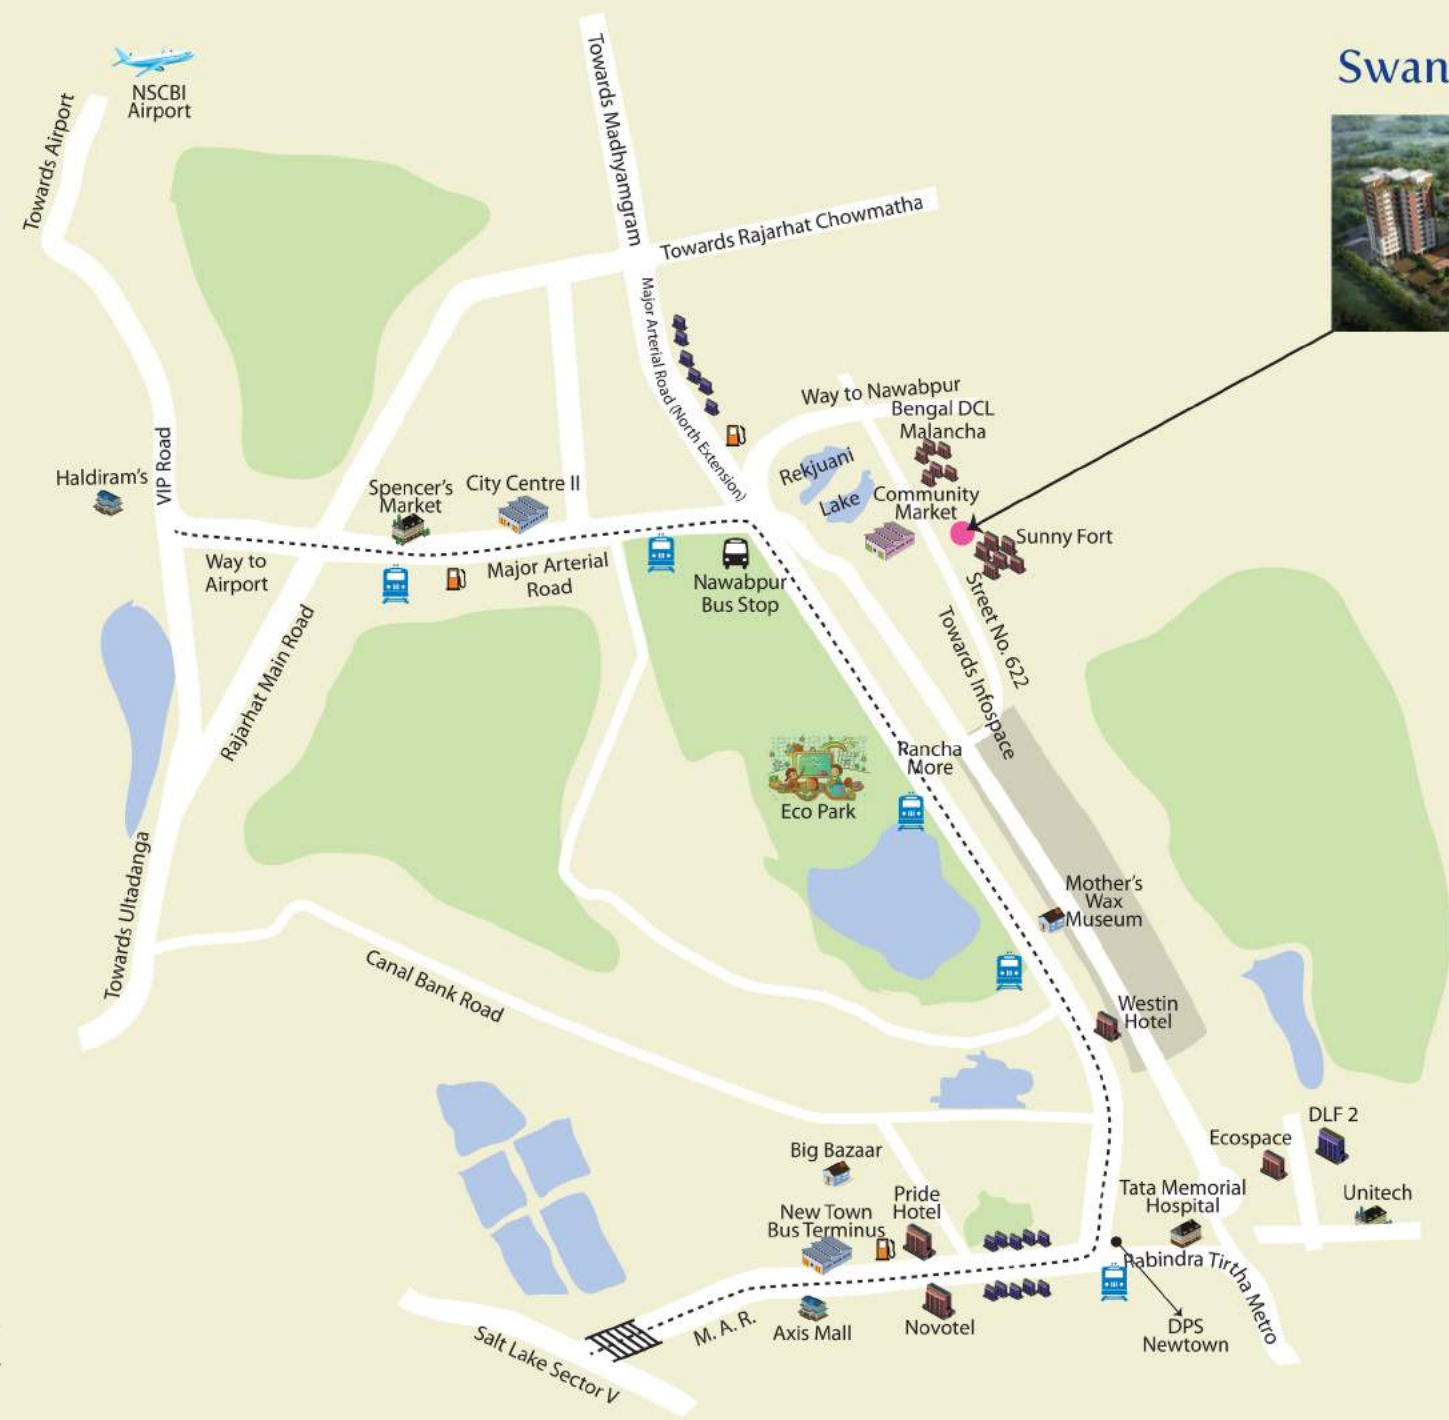 Swan
NSCBI
Airport
Towards Airport
Towards Madhyamgram
Towards Rajarhat Chowmatha
Major Arterial Road (North Extension)
Way to Nawabpur
Bengal DCL
Malancha
Rekjuani
Lake
Community
Market
Sunny Fort
Haldiram's
VIP Road
Spencer's
Market
City Centre II
Way to
Airport
Major Arterial
Road
Nawabpur
Bus Stop
Street No. 622
Towards Infospace
Rajarhat Main Road
Rancha
More
Eco Park
Towards Ultadanga
Mother's
Wax
Museum
Canal Bank Road
Westin
Hotel
DLF 2
Ecospace
Big Bazaar
Pride
Hotel
Tata Memorial
Hospital
Unitech
New Town
Bus Terminus
Rabindra Tirtha Metro
M. A. R.
Axis Mall
Novotel
DPS
Newtown
Salt Lake Sector V